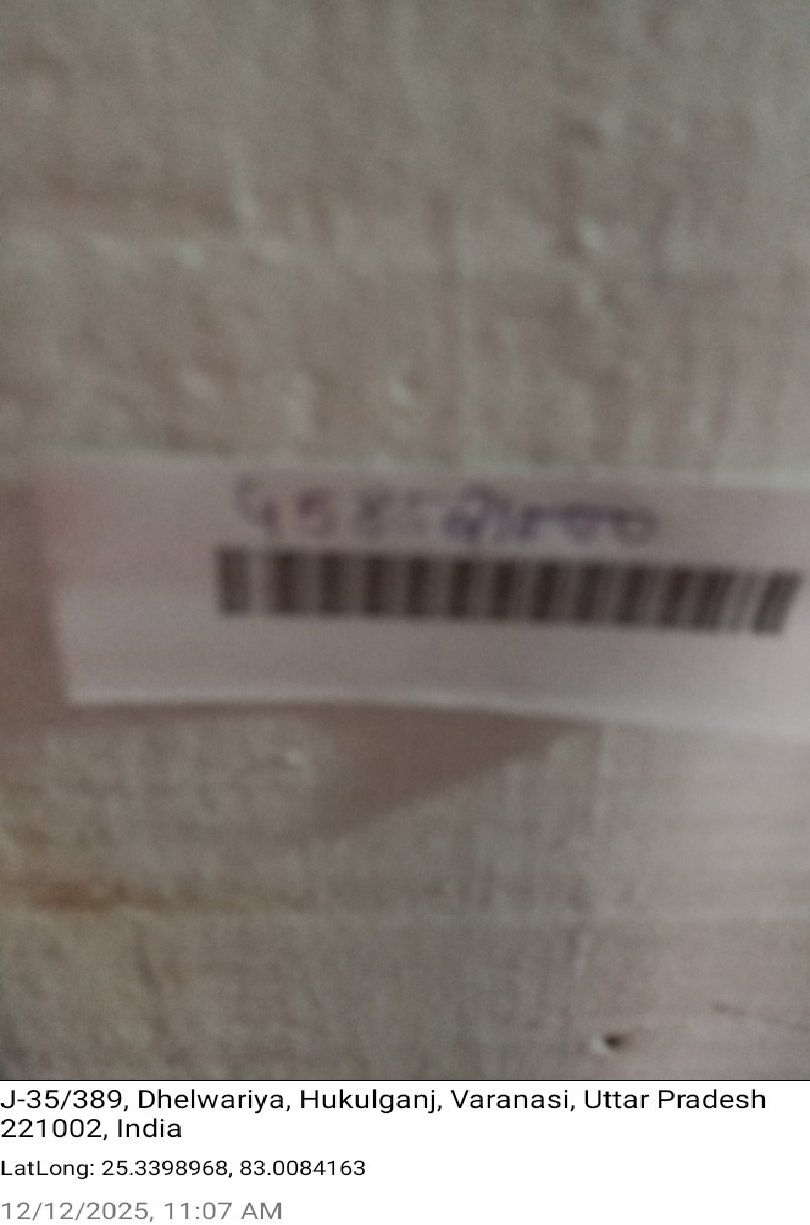 J-35/389, Dhelwariya, Hukulganj, Varanasi, Uttar Pradesh
221002, India
LatLong: 25.3398968, 83.0084163
12/12/2025, 11:07 AM